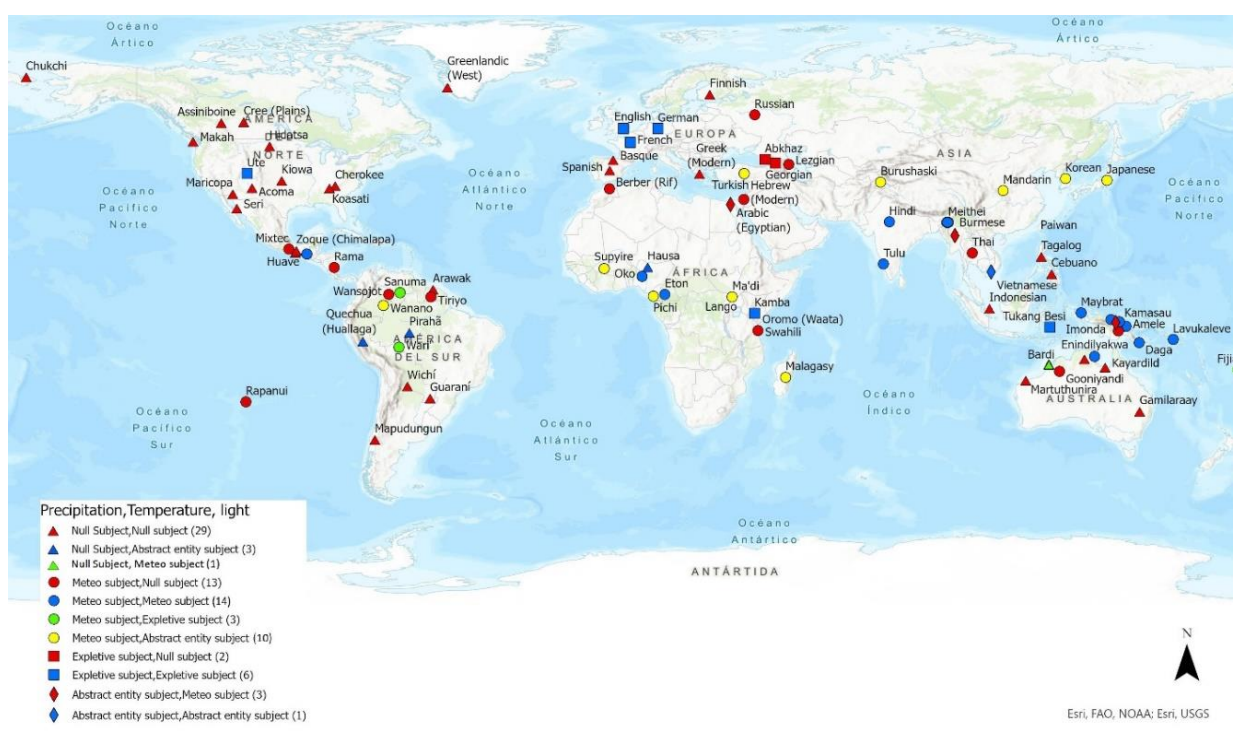 Océano
Ártico
Océano
Ártico
Chukchi
Greenlandic
(West)
Finnish
Russian
Assiniboine
Cree (Plains)
AMÉRICA
DEL
NORTE
Makah
Hidatsa
Ute
Kiowa
Cherokee
Maricopa
Acoma
Koasati
Seri
English
German
French
EUROPA
Basque
Greek
(Modern)
Spanish
Berber (Rif)
Abkhaz
Lezgian
Georgian
Turkish
Hebrew
(Modern)
Arabic
(Egyptian)
ASIA
Burushaski
Mandarin
Korean
Japanese
Océano
Pacífico
Norte
Océano
Atlántico
Norte
Océano
Pacífico
Norte
Hindi
Meithei
Burmese
Paiwan
Tulu
Thai
Tagalog
Cebuano
Mixtec
Zoque (Chimalapa)
Huave
Rama
Supyire
Hausa
Oko
ÁFRICA
Eton
Ma'di
Pichi
Lango
Kamba
Oromo (Waata)
Swahili
Vietnamese
Indonesian
Sanuma
Arawak
Wansojöt
Tiriyo
Wanano
Quechua
(Huallaga)
Pirahã
AMÉRICA
DEL SUR
Wari
Maybrat
Kamasau
Tukang Besi
Imonda
Amele
Lavukaleve
Enindilyakwa
Daga
Bardi
Kayardild
Fiji
Gooniyandi
Martuthunira
AUSTRALIA
Gamilaraay
Malagasy
Wichí
Guaraní
Rapanui
Mapudungun
Océano
Pacífico
Sur
Océano
Atlántico
Sur
Océano
Índico
Océano
Antártico
ANTÁRTIDA
Precipitation,Temperature, light
Null Subject,Null subject (29)
Null Subject,Abstract entity subject (3)
Null Subject, Meteo subject (1)
Meteo subject,Null subject (13)
Meteo subject,Meteo subject (14)
Meteo subject,Expletive subject (3)
Meteo subject,Abstract entity subject (10)
Expletive subject,Null subject (2)
Expletive subject,Expletive subject (6)
Abstract entity subject,Meteo subject (3)
Abstract entity subject,Abstract entity subject (1)
N
Esri, FAO, NOAA; Esri, USGS